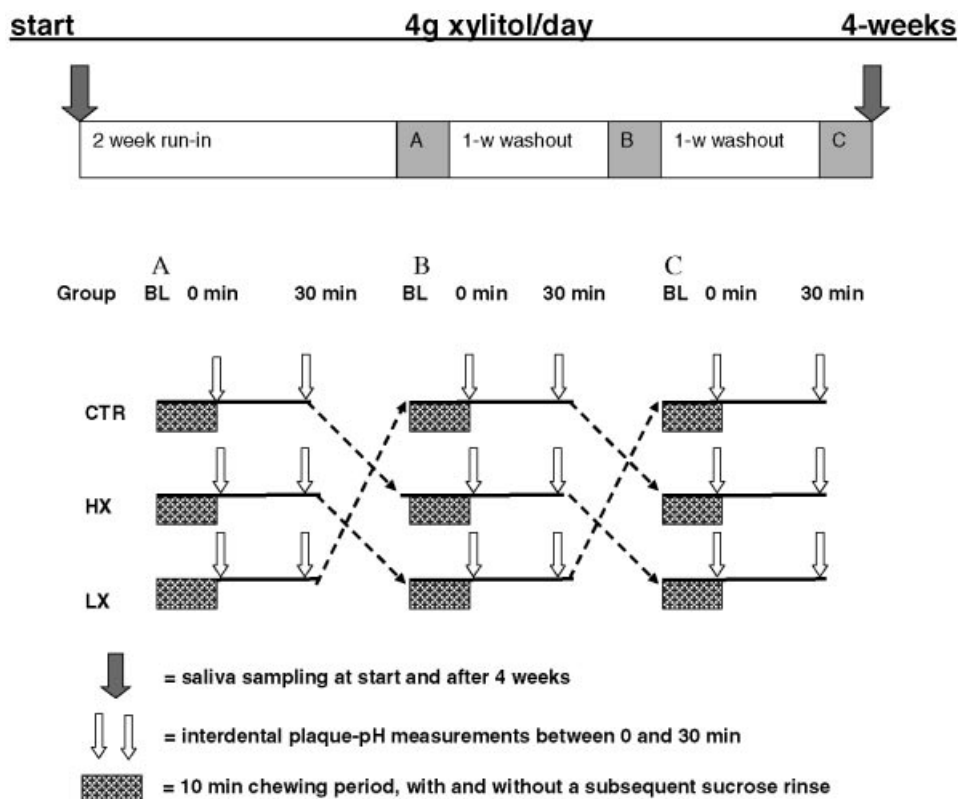 start 4g xylitol/day 4-weeks
2 week run-in A 1-w washout B 1-w washout C
A B C
Group BL 0 min 30 min BL 0 min 30 min BL 0 min 30 min
CTR
HX
LX
= saliva sampling at start and after 4 weeks
= interdental plaque-pH measurements between 0 and 30 min
= 10 min chewing period, with and without a subsequent sucrose rinse